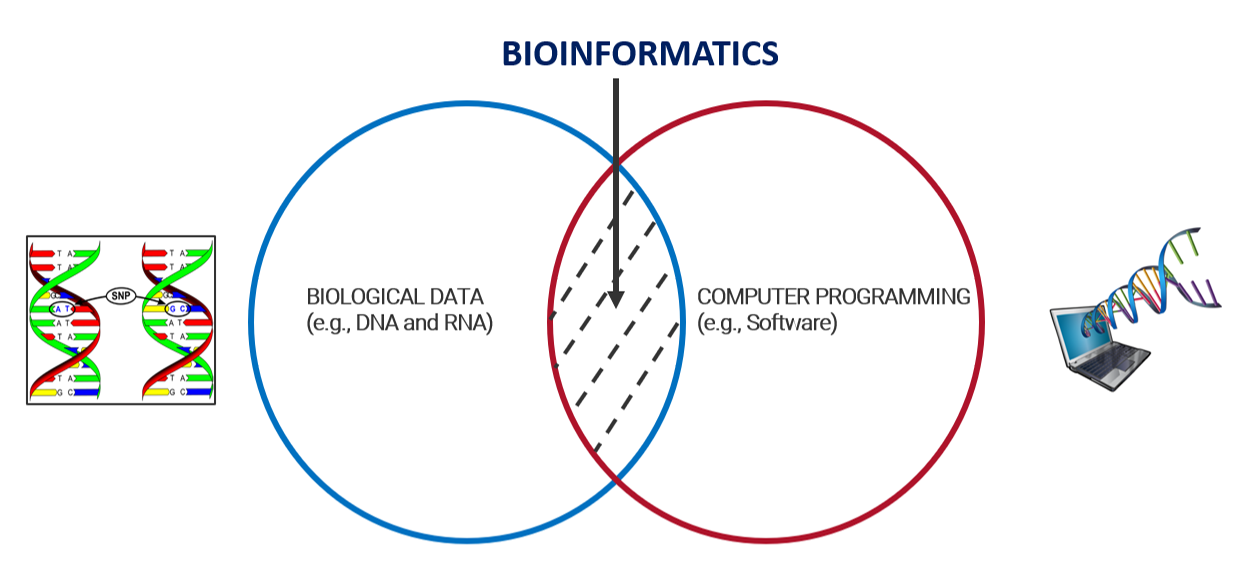 BIOINFORMATICS
BIOLOGICAL DATA
(e.g., DNA and RNA)
COMPUTER PROGRAMMING
(e.g., Software)
SNP
T A
T A
G
A T
A T
T A
T A
G C
T A
T A
G
G C
A T
T A
T A
G C